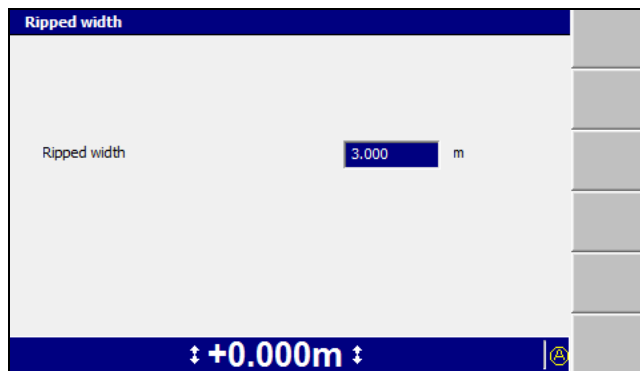 Ripped width
Ripped width 3.000 m
↕ +0.000m ↕ A